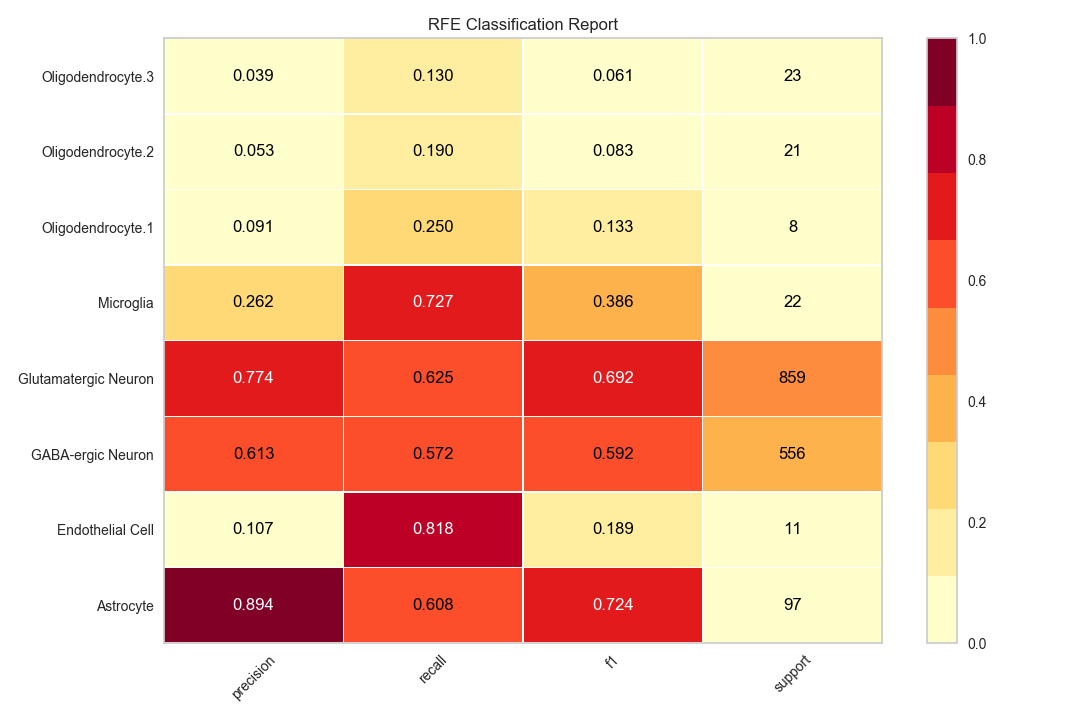 RFE Classification Report
Oligodendrocyte.3 0.039 0.130 0.061 23
Oligodendrocyte.2 0.053 0.190 0.083 21
Oligodendrocyte.1 0.091 0.250 0.133 8
Microglia 0.262 0.727 0.386 22
Glutamatergic Neuron 0.774 0.625 0.692 859
GABA-ergic Neuron 0.613 0.572 0.592 556
Endothelial Cell 0.107 0.818 0.189 11
Astrocyte 0.894 0.608 0.724 97
precision recall f1 support
1.0
0.8
0.6
0.4
0.2
0.0